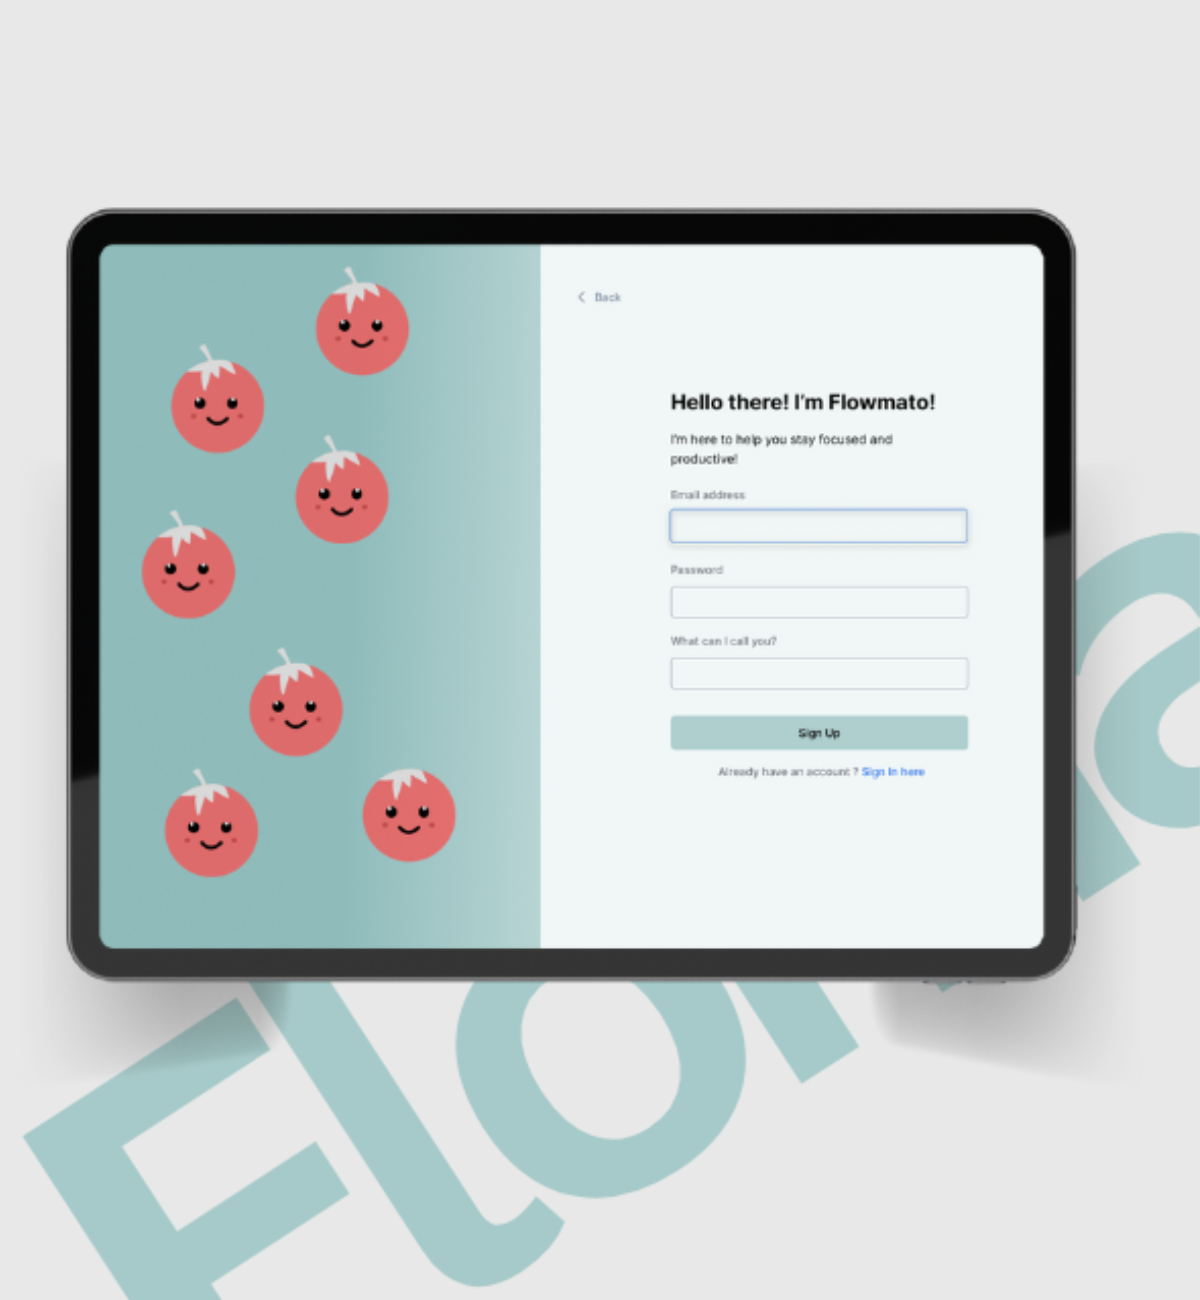 Back
Hello there! I'm Flowmato!
I'm here to help you stay focused and
productive!
Email address
Password
What can I call you?
Sign Up
Already have an account ? Sign In here